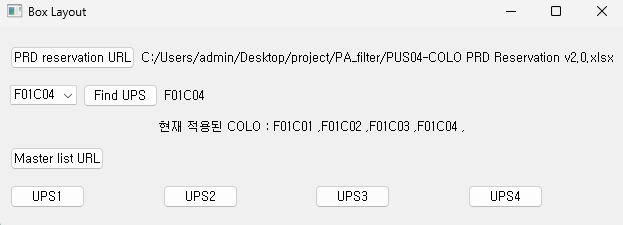 Box Layout
PRD reservation URL C:/Users/admin/Desktop/project/PA_filter/PUS04-COLO PRD Reservation v2.0.xlsx
F01C04 Find UPS F01C04
현재 적용된 COLO : F01C01 ,F01C02 ,F01C03 ,F01C04 ,
Master list URL
UPS1 UPS2 UPS3 UPS4